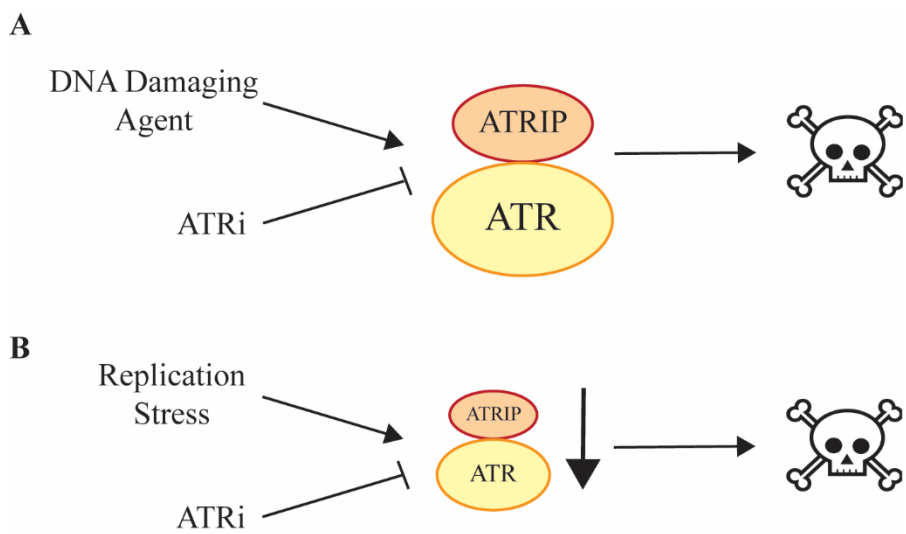 A
DNA Damaging
Agent
ATRIP
ATR
ATRi
B
Replication
Stress
ATRIP
ATR
ATRi